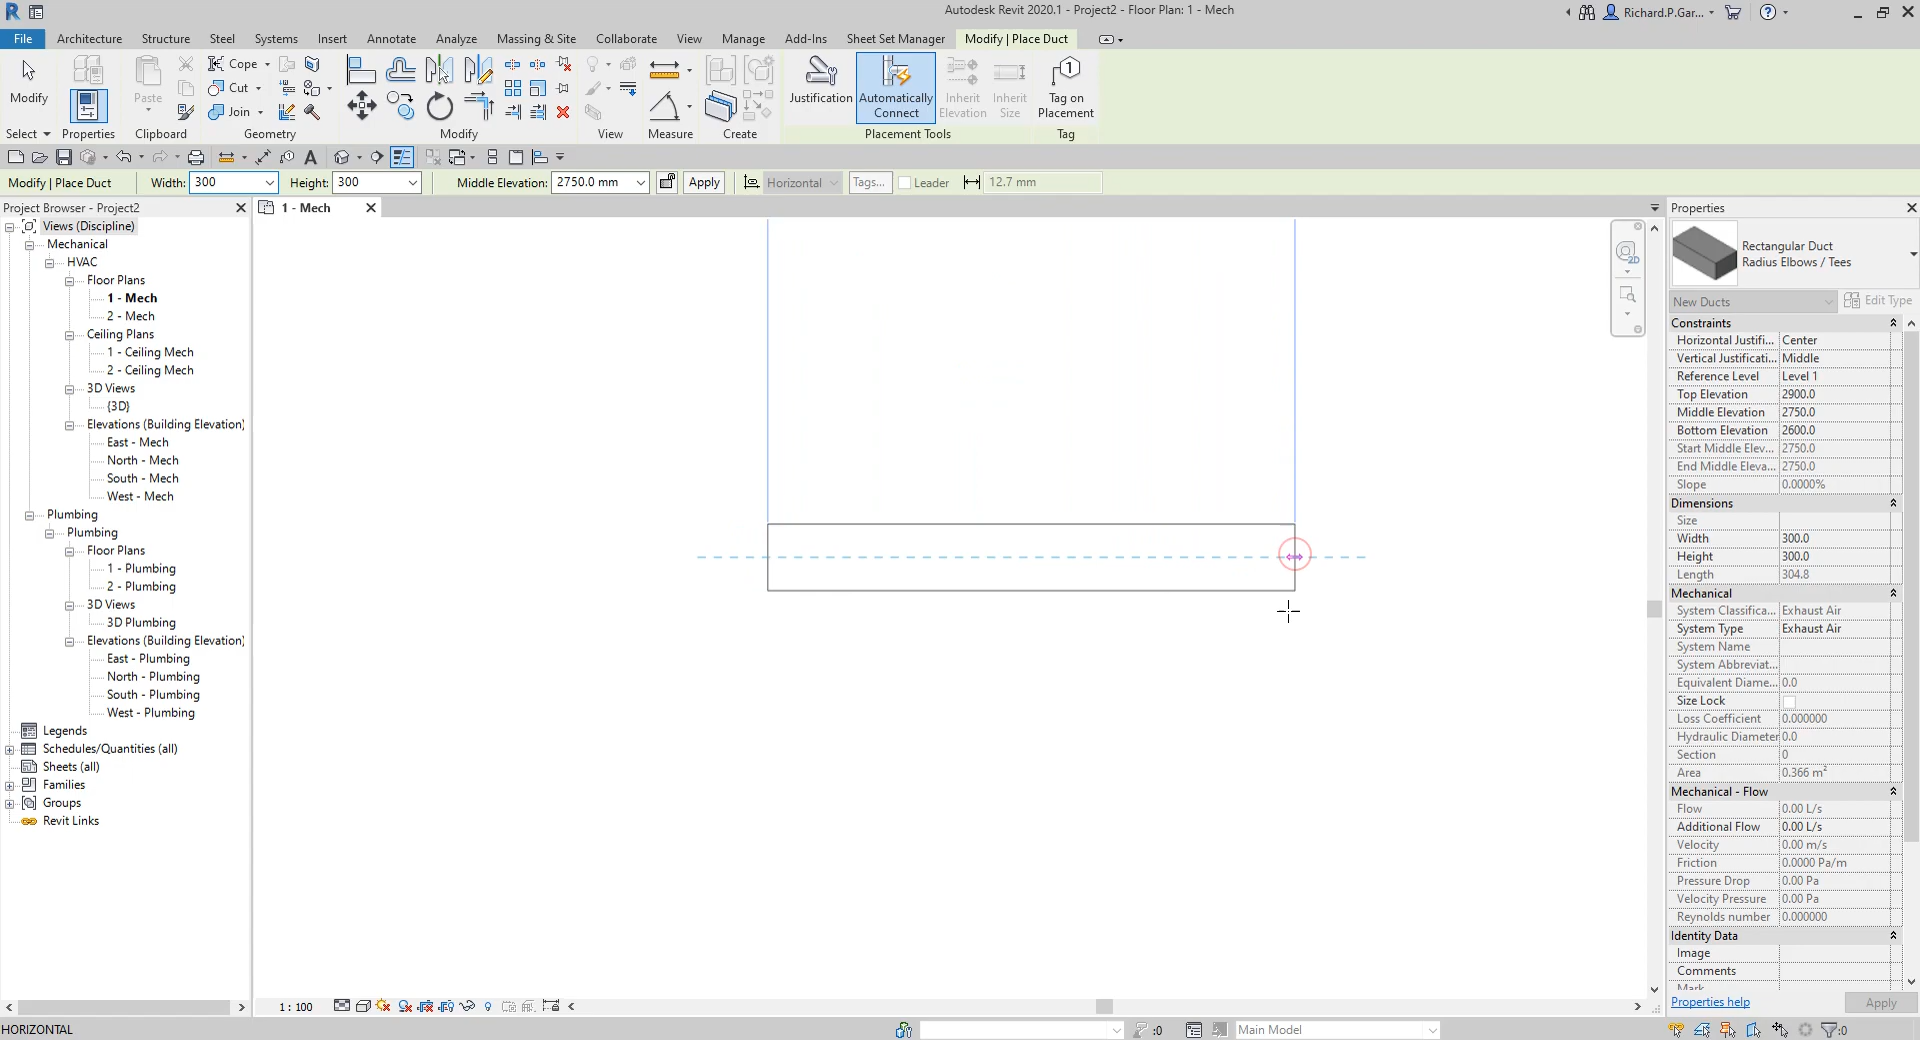 Autodesk Revit 2020.1 - Project2 - Floor Plan: 1 - Mech
Richard.P.Gar...
File Architecture Structure Steel Systems Insert Annotate Analyze Massing & Site Collaborate View Manage Add-Ins Sheet Set Manager Modify | Place Duct
Modify
Paste
Cope
Cut
Join
Justification
Automatically Connect
Inherit Elevation
Inherit Size
Tag on Placement
Select Properties Clipboard Geometry Modify View Measure Create Placement Tools Tag
Modify | Place Duct Width: 300 Height: 300 Middle Elevation: 2750.0 mm Apply Horizontal Tags... Leader 12.7 mm
Project Browser - Project2
Views (Discipline)
Mechanical
HVAC
Floor Plans
1 - Mech
2 - Mech
Ceiling Plans
1 - Ceiling Mech
2 - Ceiling Mech
3D Views
{3D}
Elevations (Building Elevation)
East - Mech
North - Mech
South - Mech
West - Mech
Plumbing
Plumbing
Floor Plans
1 - Plumbing
2 - Plumbing
3D Views
3D Plumbing
Elevations (Building Elevation)
East - Plumbing
North - Plumbing
South - Plumbing
West - Plumbing
Legends
Schedules/Quantities (all)
Sheets (all)
Families
Groups
Revit Links
1 - Mech
2D
Properties
Rectangular Duct
Radius Elbows / Tees
New Ducts Edit Type
Constraints
Horizontal Justifi... Center
Vertical Justificati... Middle
Reference Level Level 1
Top Elevation 2900.0
Middle Elevation 2750.0
Bottom Elevation 2600.0
Start Middle Elev... 2750.0
End Middle Eleva... 2750.0
Slope 0.0000%
Dimensions
Size
Width 300.0
Height 300.0
Length 304.8
Mechanical
System Classifica... Exhaust Air
System Type Exhaust Air
System Name
System Abbreviat...
Equivalent Diame... 0.0
Size Lock
Loss Coefficient 0.000000
Hydraulic Diameter 0.0
Section 0
Area 0.366 m²
Mechanical - Flow
Flow 0.00 L/s
Additional Flow 0.00 L/s
Velocity 0.00 m/s
Friction 0.0000 Pa/m
Pressure Drop 0.00 Pa
Velocity Pressure 0.00 Pa
Reynolds number 0.000000
Identity Data
Image
Comments
Mark
Properties help Apply
1 : 100
HORIZONTAL :0 Main Model :0